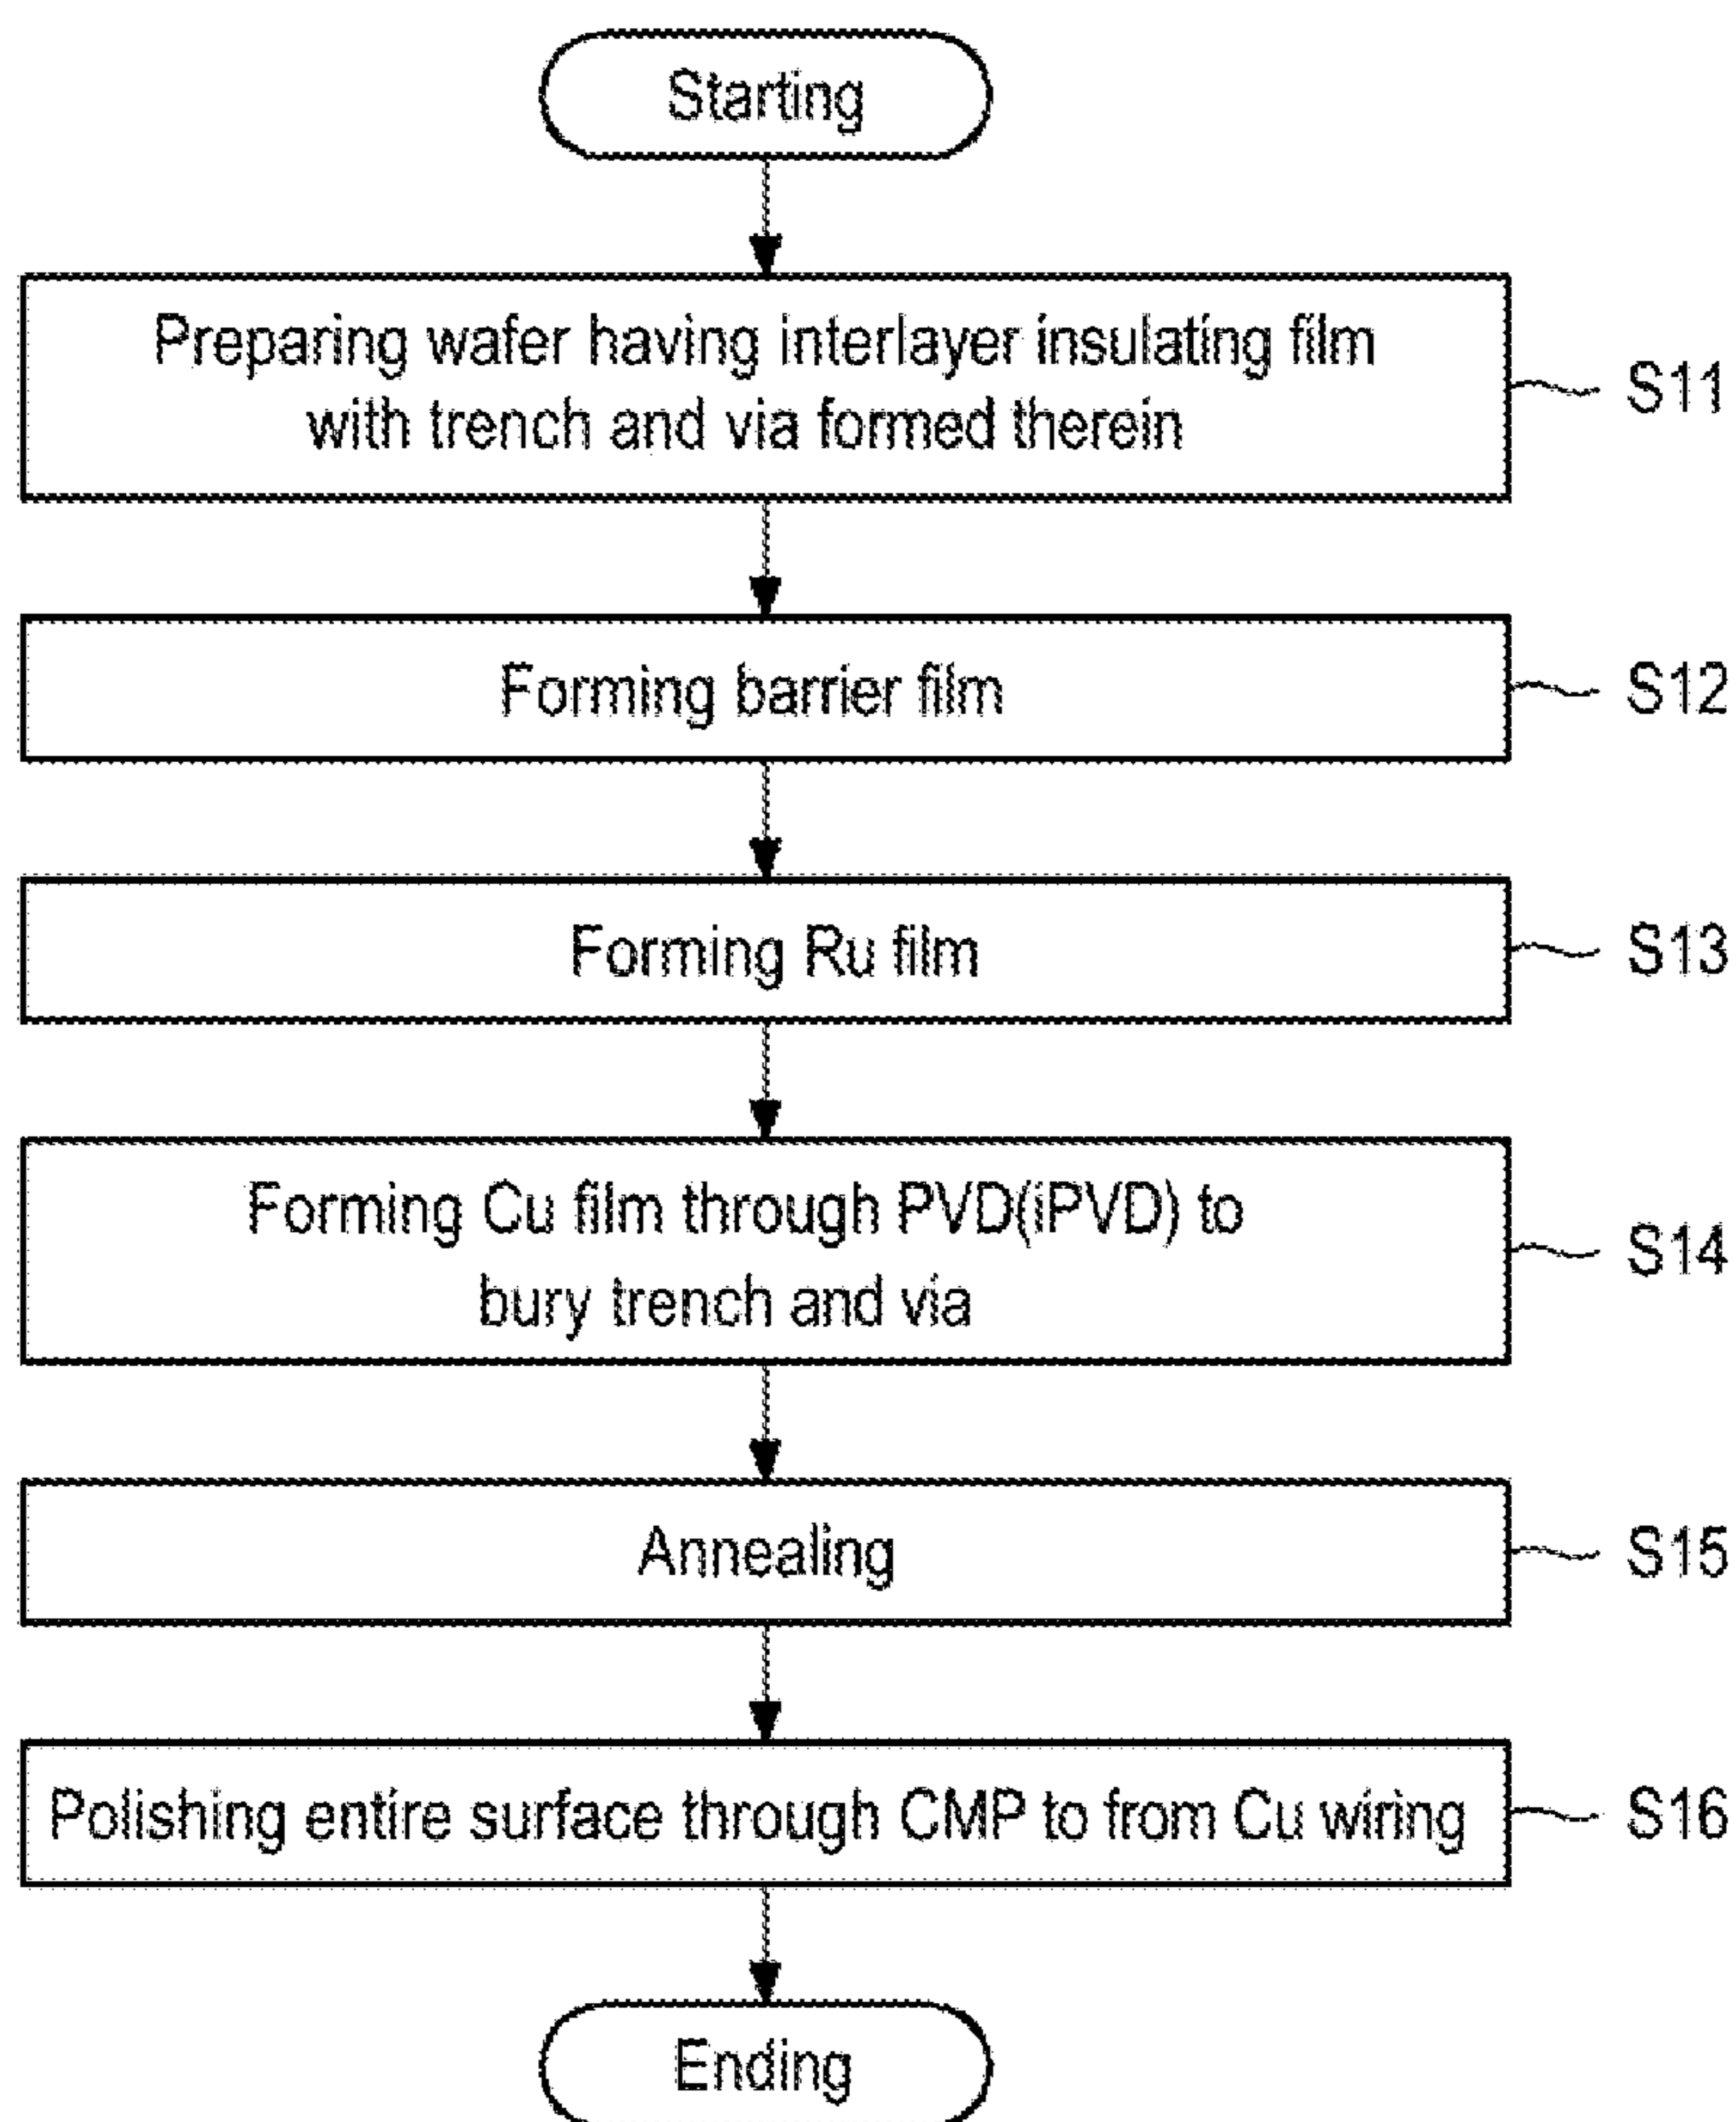 Starting
Preparing wafer having interlayer insulating film
with trench and via formed therein
S11
Forming barrier film
S12
Forming Ru film
S13
Forming Cu film through PVD(iPVD) to
bury trench and via
S14
Annealing
S15
Polishing entire surface through CMP to from Cu wiring
S16
Ending